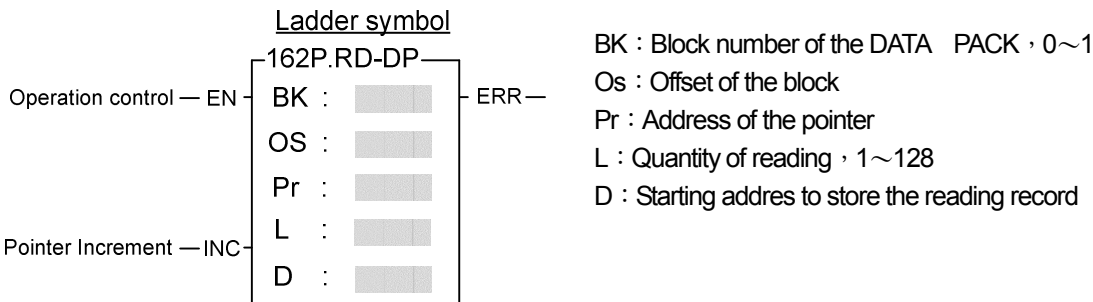 Ladder symbol
162P.RD-DP
Operation control — EN
BK :
ERR
OS :
Pr :
L :
Pointer Increment — INC
D :
BK：Block number of the DATA PACK，0～1
Os：Offset of the block
Pr：Address of the pointer
L：Quantity of reading，1～128
D：Starting addres to store the reading record